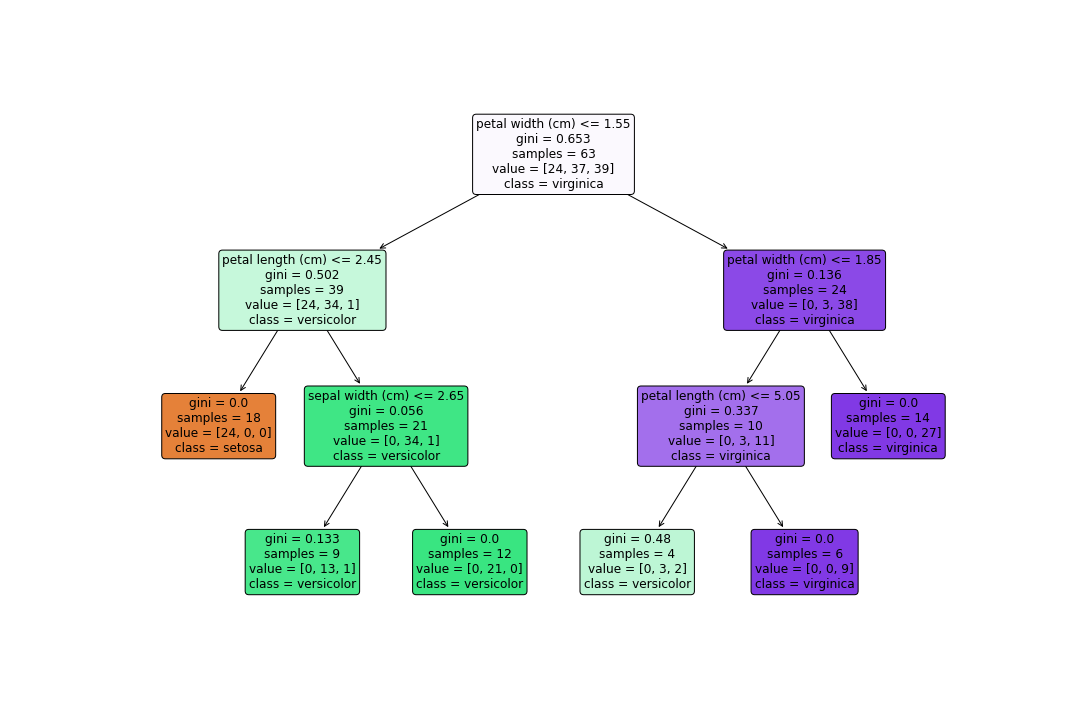 petal width (cm) <= 1.55
gini = 0.653
samples = 63
value = [24, 37, 39]
class = virginica
petal length (cm) <= 2.45
gini = 0.502
samples = 39
value = [24, 34, 1]
class = versicolor
petal width (cm) <= 1.85
gini = 0.136
samples = 24
value = [0, 3, 38]
class = virginica
gini = 0.0
samples = 18
value = [24, 0, 0]
class = setosa
sepal width (cm) <= 2.65
gini = 0.056
samples = 21
value = [0, 34, 1]
class = versicolor
petal length (cm) <= 5.05
gini = 0.337
samples = 10
value = [0, 3, 11]
class = virginica
gini = 0.0
samples = 14
value = [0, 0, 27]
class = virginica
gini = 0.133
samples = 9
value = [0, 13, 1]
class = versicolor
gini = 0.0
samples = 12
value = [0, 21, 0]
class = versicolor
gini = 0.48
samples = 4
value = [0, 3, 2]
class = versicolor
gini = 0.0
samples = 6
value = [0, 0, 9]
class = virginica